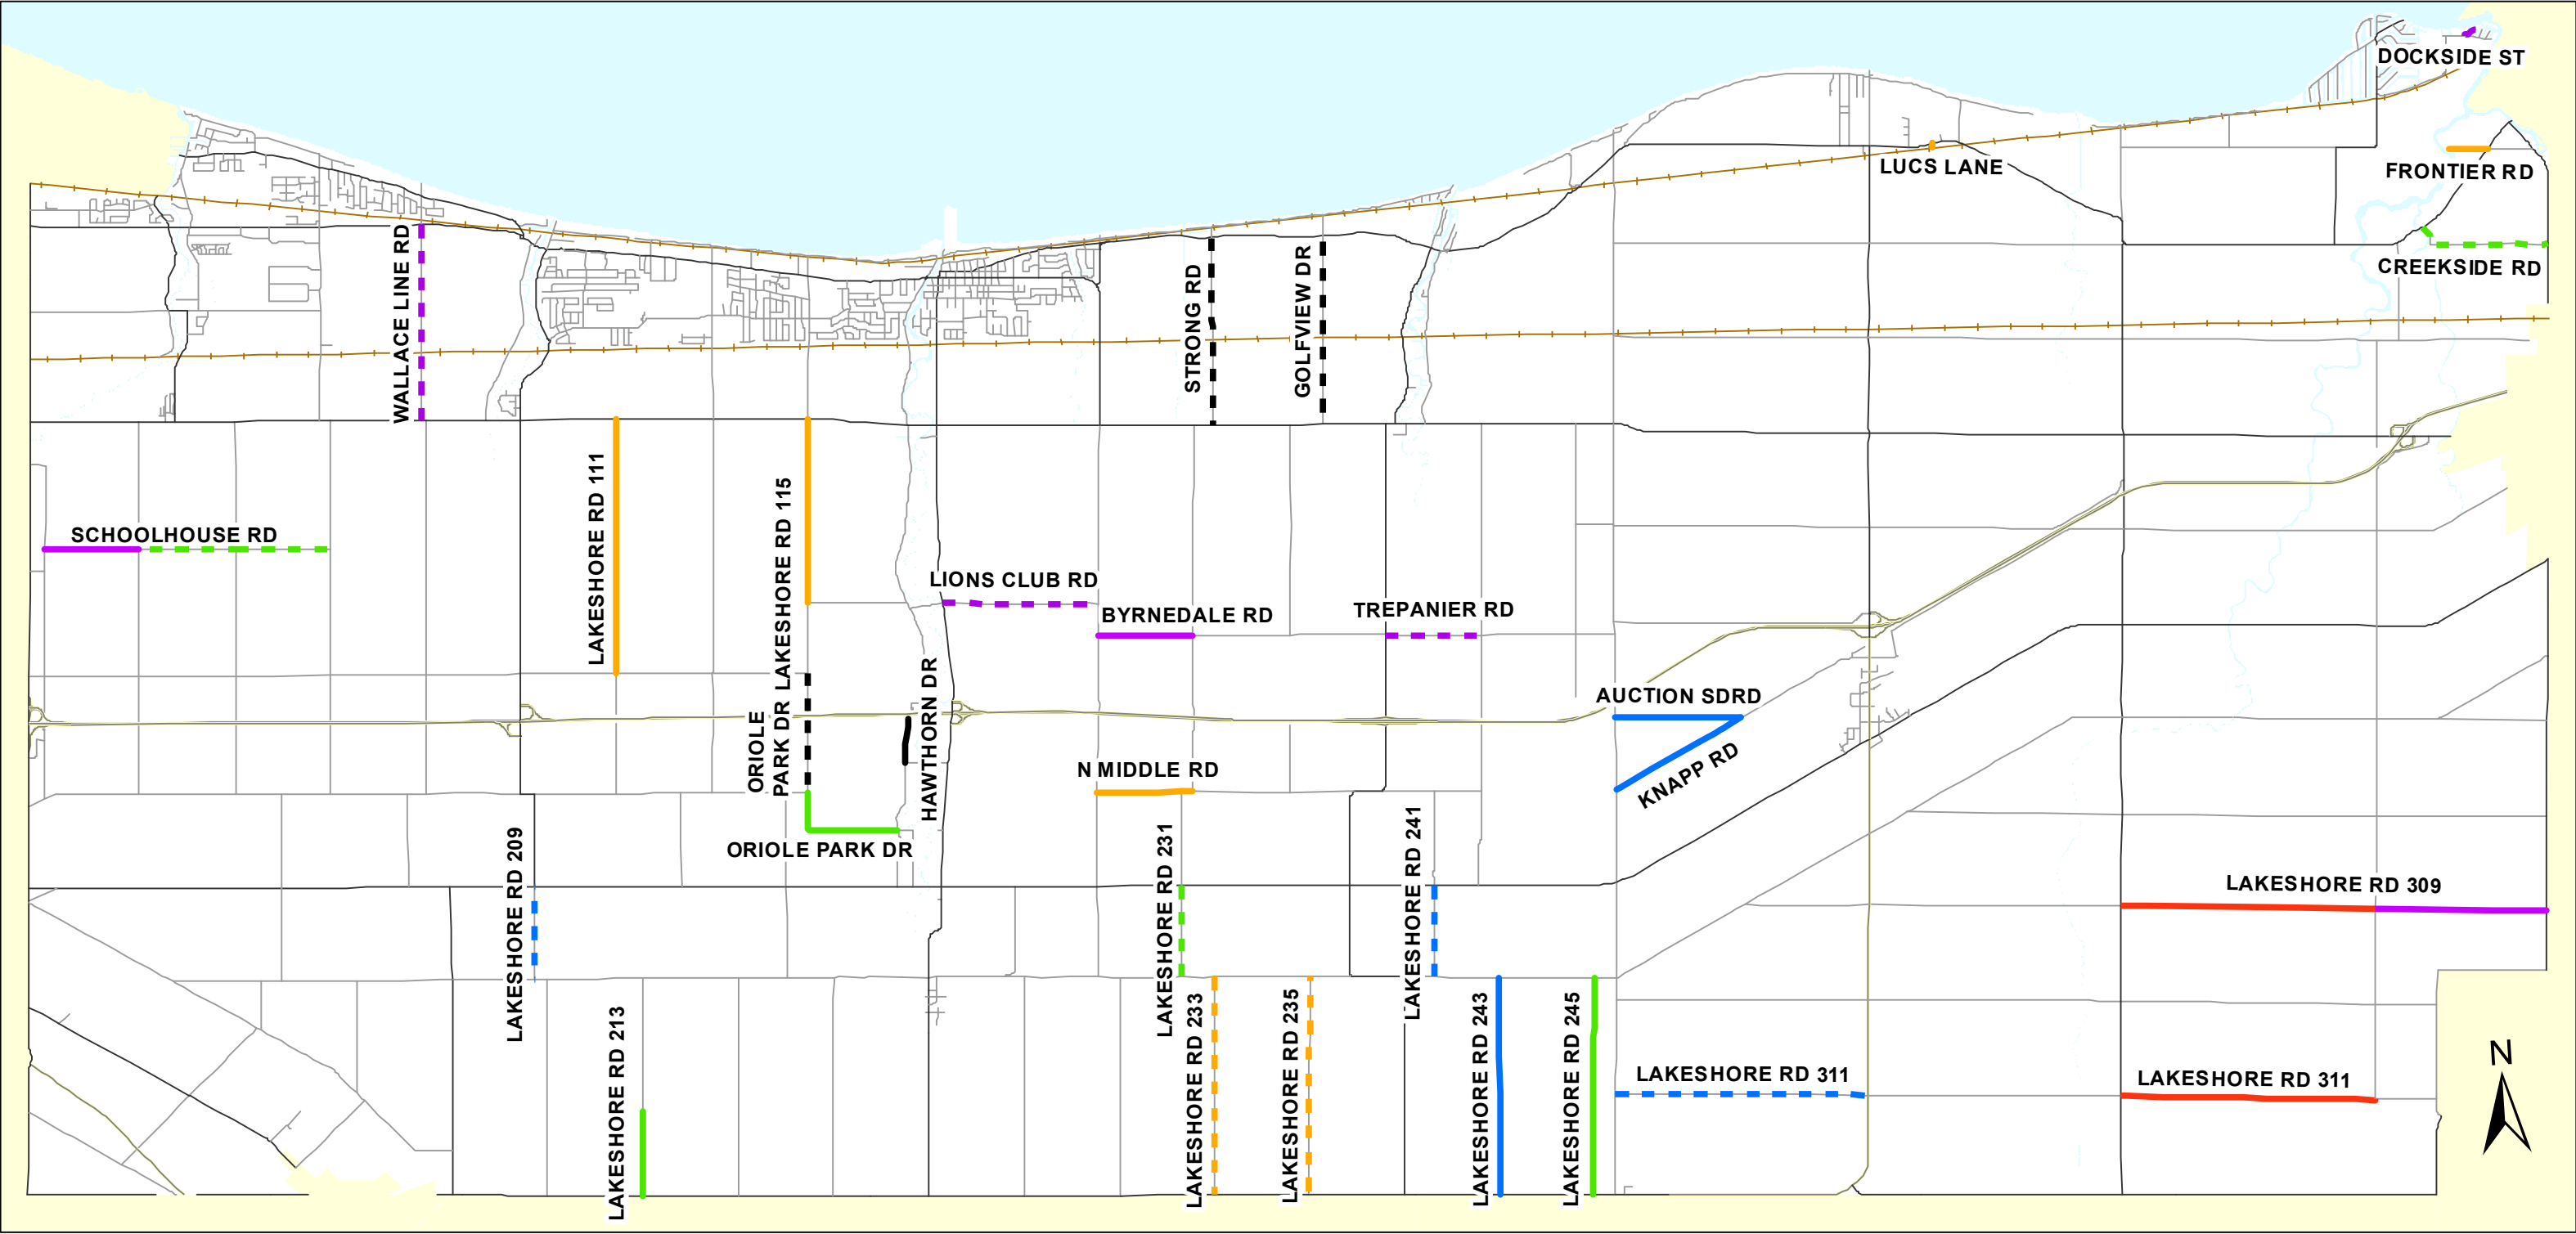 DOCKSIDE ST
LUCS LANE
FRONTIER RD
WALLACE LINE RD
STRONG RD
GOLFVIEW DR
CREEKSIDE RD
SCHOOLHOUSE RD
LAKESHORE RD 111
LAKESHORE RD 115
LIONS CLUB RD
BYRNEDALE RD
TREPANIER RD
ORIOLE
PARK DR
HAWTHORN DR
AUCTION SDRD
KNAPP RD
N MIDDLE RD
ORIOLE PARK DR
LAKESHORE RD 209
LAKESHORE RD 231
LAKESHORE RD 241
LAKESHORE RD 309
LAKESHORE RD 213
LAKESHORE RD 233
LAKESHORE RD 235
LAKESHORE RD 243
LAKESHORE RD 245
LAKESHORE RD 311
LAKESHORE RD 311
N